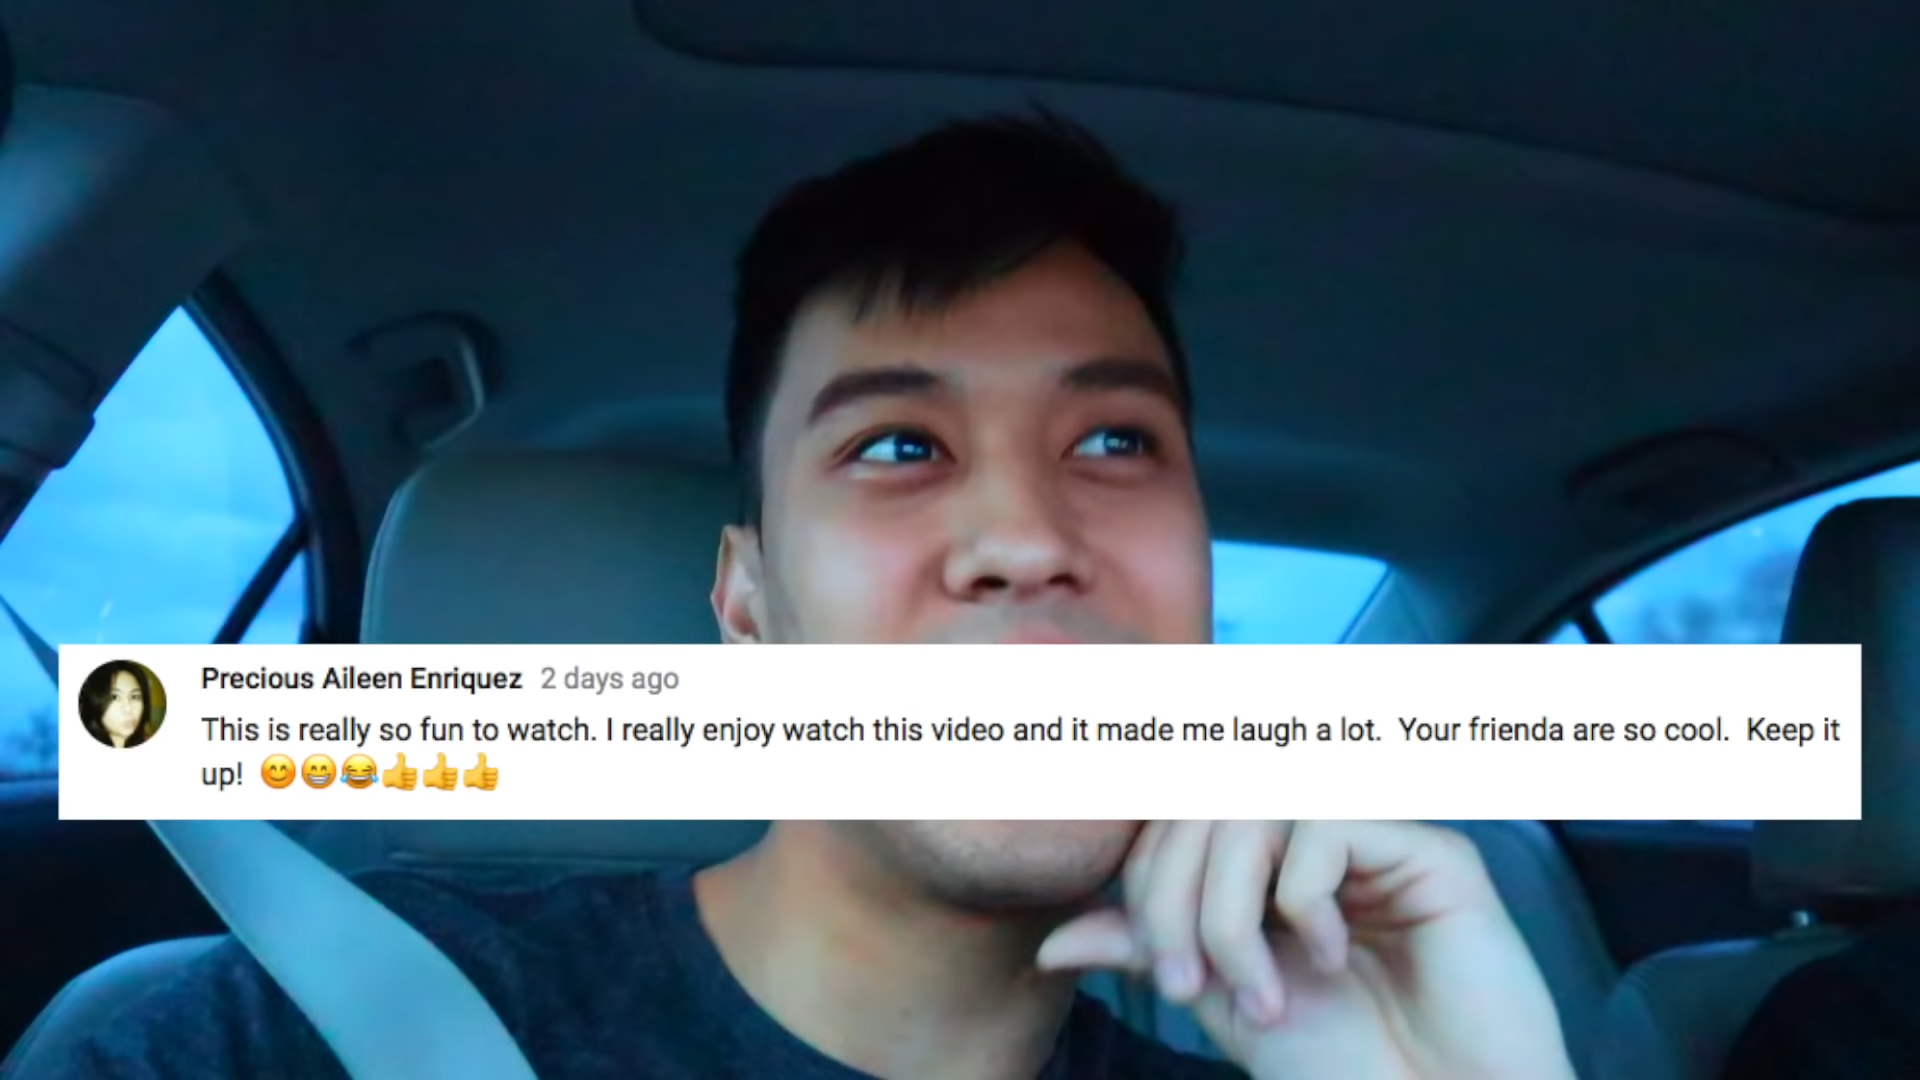 Precious Aileen Enriquez 2 days ago
This is really so fun to watch. I really enjoy watch this video and it made me laugh a lot.  Your frienda are so cool.  Keep it
up!  😊😁😂👍👍👍